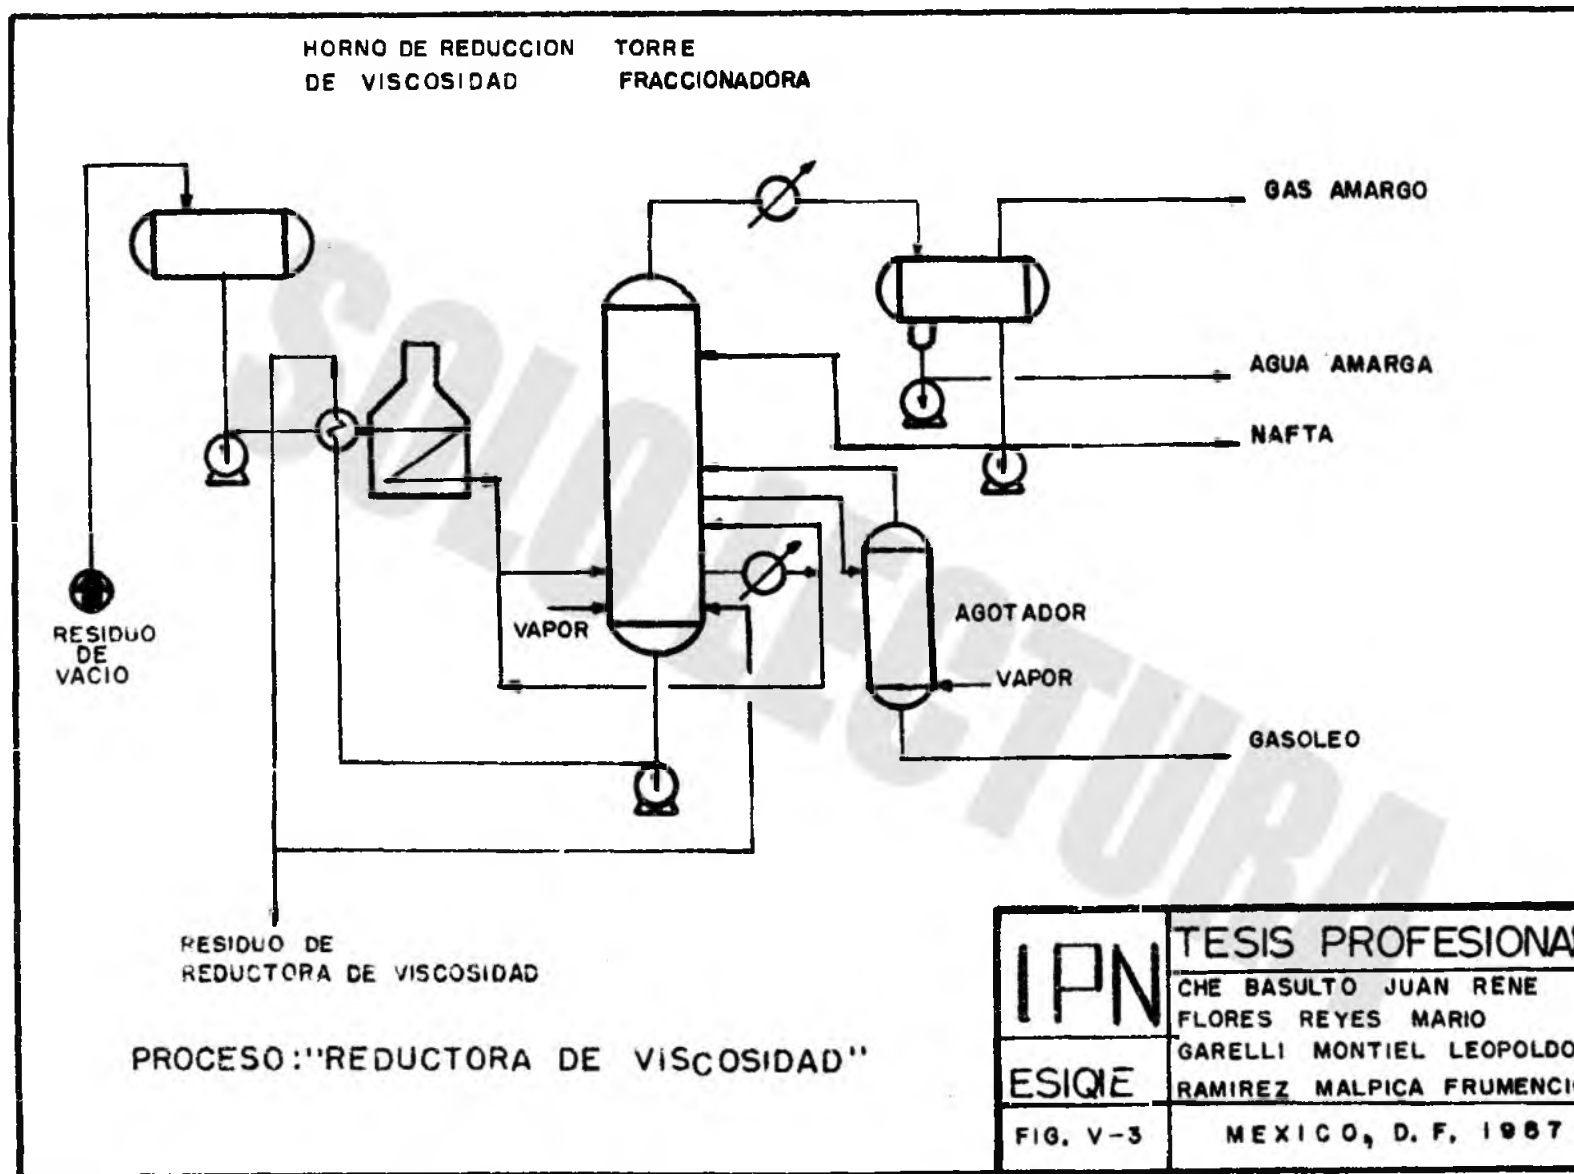 HORNO DE REDUCCION
DE VISCOSIDAD
TORRE
FRACCIONADORA
GAS AMARGO
AGUA AMARGA
NAFTA
RESIDUO
DE
VACIO
VAPOR
AGOTADOR
VAPOR
GASOLEO
RESIDUO DE
REDUCTORA DE VISCOSIDAD
PROCESO:"REDUCTORA DE VISCOSIDAD"
SOLO LECTURA
IPN
ESIQIE
FIG. V-3
TESIS PROFESIONA
CHE BASULTO JUAN RENE
FLORES REYES MARIO
GARELLI MONTIEL LEOPOLDO
RAMIREZ MALPICA FRUMENCI
MEXICO, D. F. 1987